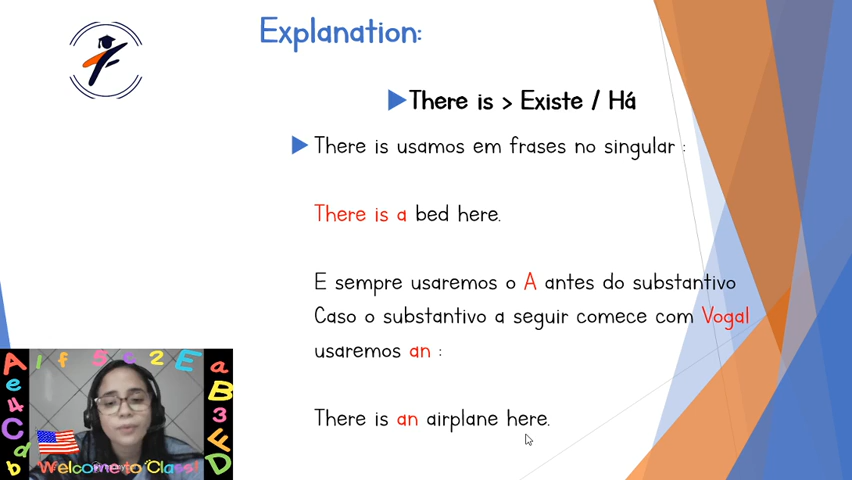 Explanation:
There is > Existe / Há
There is usamos em frases no singular :
There is a bed here.
E sempre usaremos o A antes do substantivo
Caso o substantivo a seguir comece com Vogal
usaremos an :
There is an airplane here.
Welcome to Class!